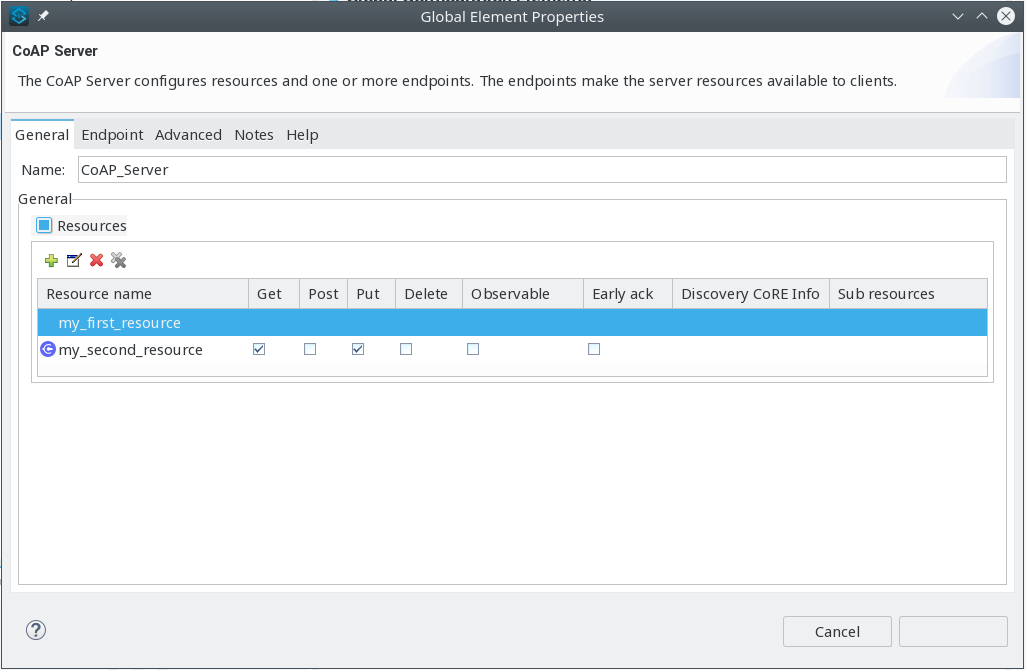 Global Element Properties
CoAP Server
The CoAP Server configures resources and one or more endpoints. The endpoints make the server resources available to clients.
General Endpoint Advanced Notes Help
Name: CoAP_Server
General
Resources
Resource name Get Post Put Delete Observable Early ack Discovery CoRE Info Sub resources
my_first_resource
my_second_resource
Cancel